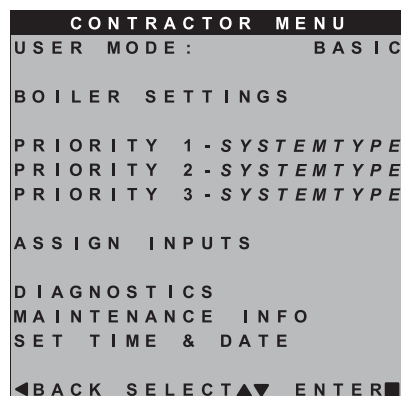 CONTRACTOR MENU
USER MODE: BASIC
BOILER SETTINGS
PRIORITY 1-SYSTEMTYPE
PRIORITY 2-SYSTEMTYPE
PRIORITY 3-SYSTEMTYPE
ASSIGN INPUTS
DIAGNOSTICS
MAINTENANCE INFO
SET TIME & DATE
◀BACK SELECT▲▼ ENTER■